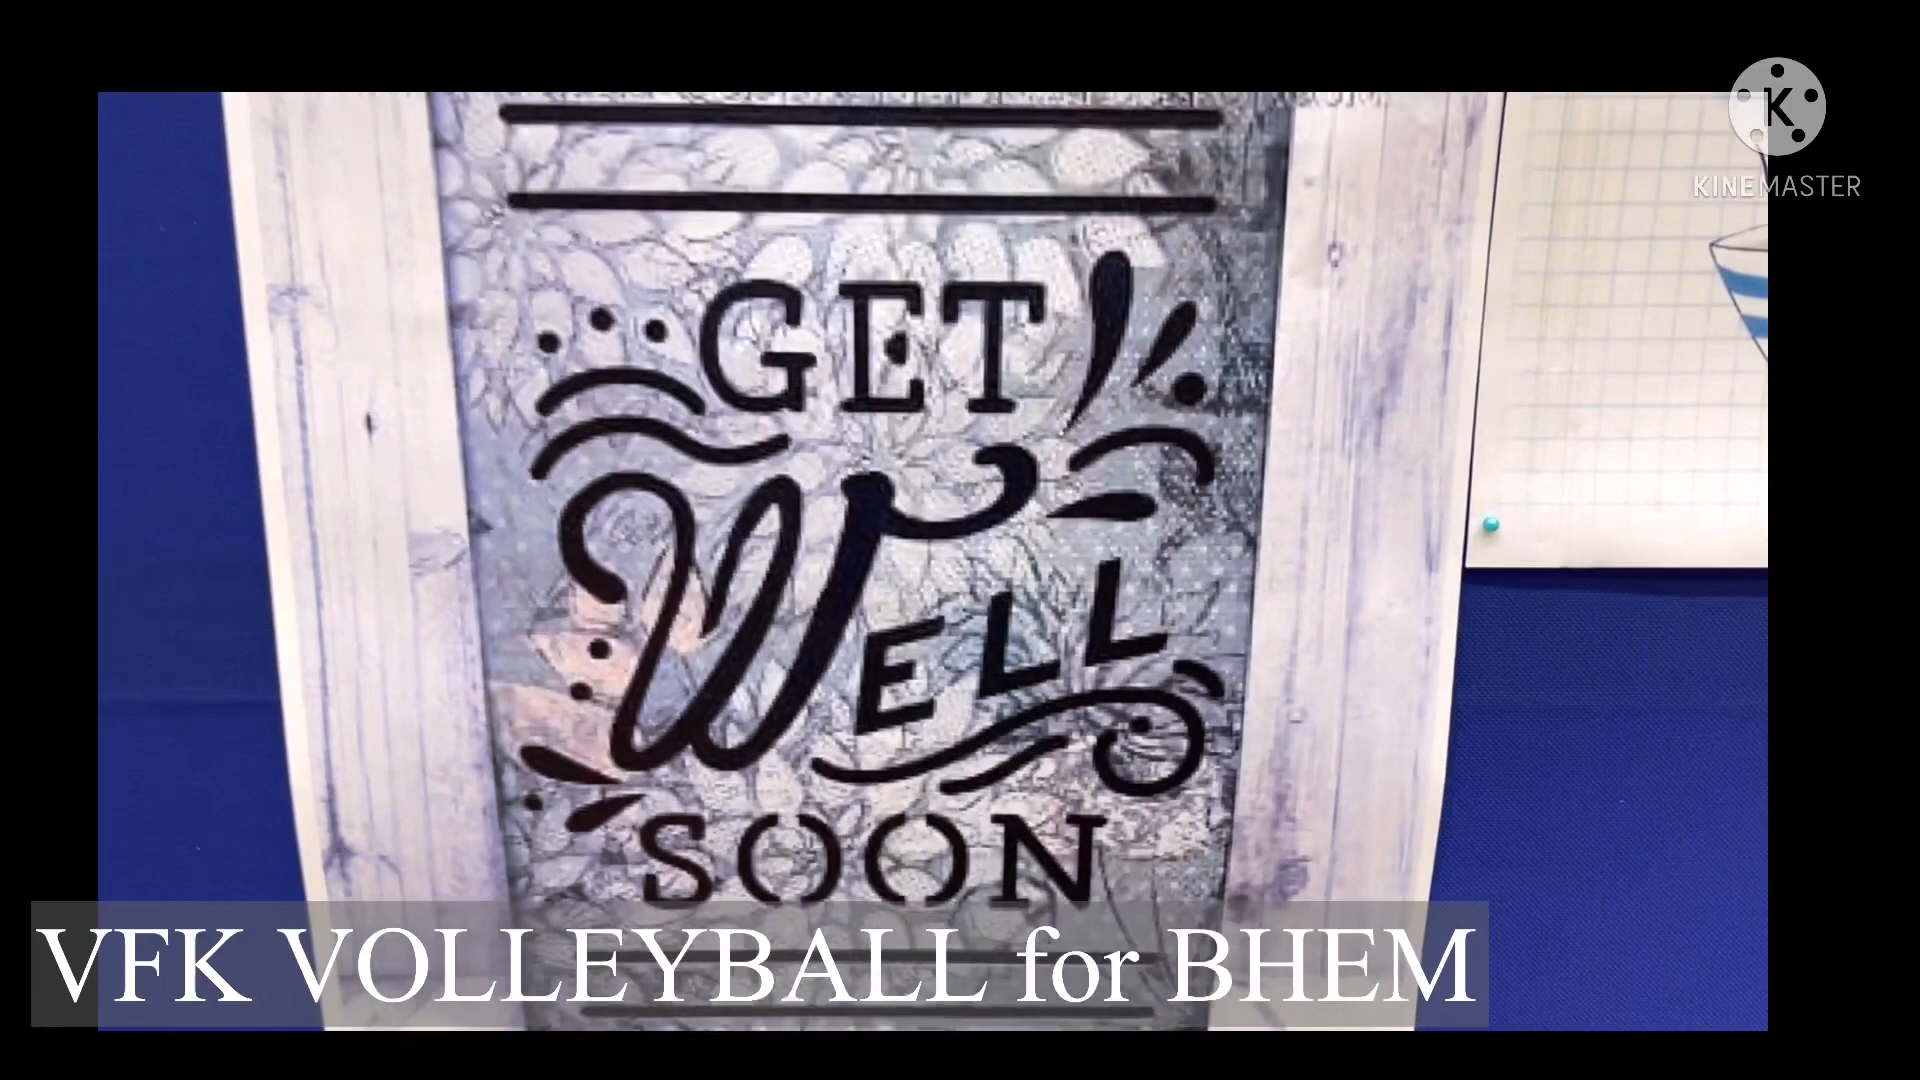 KINEMASTER
GET
WELL
SOON
VFK VOLLEYBALL for BHEM